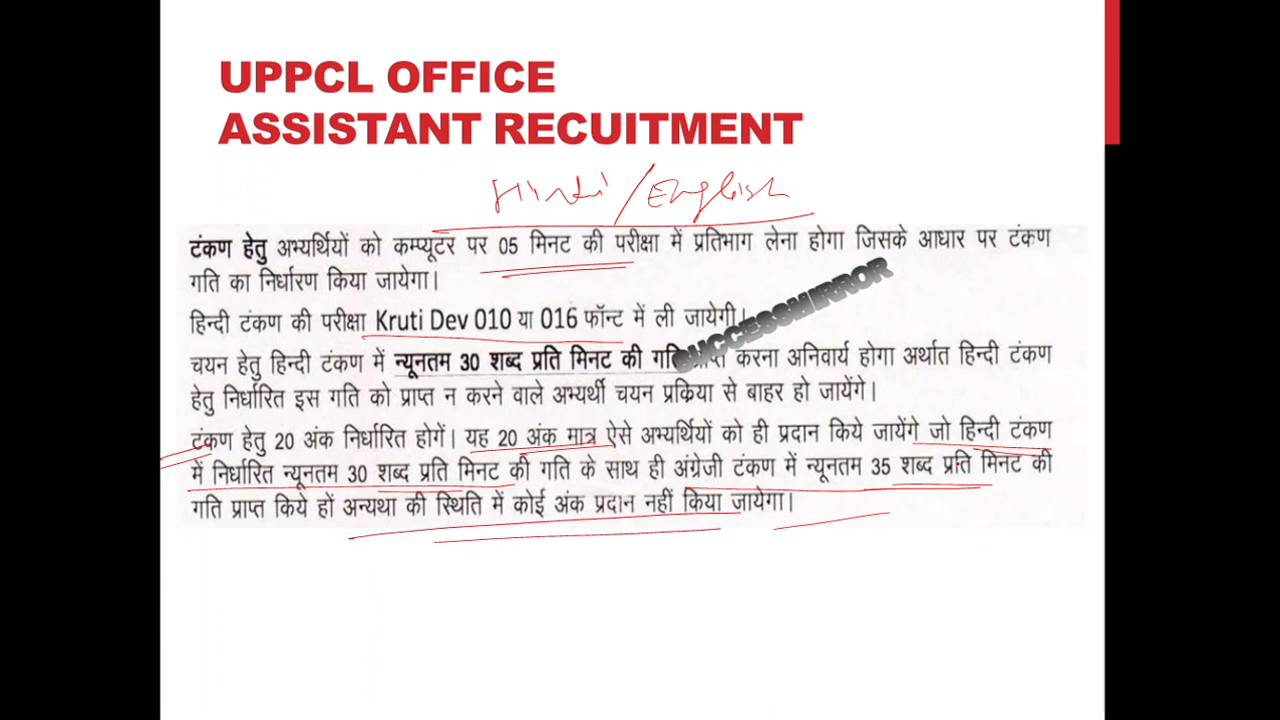 UPPCL OFFICE
ASSISTANT RECUITMENT
Hindi/English
टंकण हेतु अभ्यर्थियों को कम्प्यूटर पर 05 मिनट की परीक्षा में प्रतिभाग लेना होगा जिसके आधार पर टंकण
गति का निर्धारण किया जायेगा।
हिन्दी टंकण की परीक्षा Kruti Dev 010 या 016 फॉन्ट में ली जायेगी।
SUCCESSMIRROR
चयन हेतु हिन्दी टंकण में न्यूनतम 30 शब्द प्रति मिनट की गति प्राप्त करना अनिवार्य होगा अर्थात हिन्दी टंकण
हेतु निर्धारित इस गति को प्राप्त न करने वाले अभ्यर्थी चयन प्रक्रिया से बाहर हो जायेंगे।
टंकण हेतु 20 अंक निर्धारित होगें। यह 20 अंक मात्र ऐसे अभ्यर्थियों को ही प्रदान किये जायेंगे जो हिन्दी टंकण
में निर्धारित न्यूनतम 30 शब्द प्रति मिनट की गति के साथ ही अंग्रेजी टंकण में न्यूनतम 35 शब्द प्रति मिनट की
गति प्राप्त किये हों अन्यथा की स्थिति में कोई अंक प्रदान नहीं किया जायेगा।